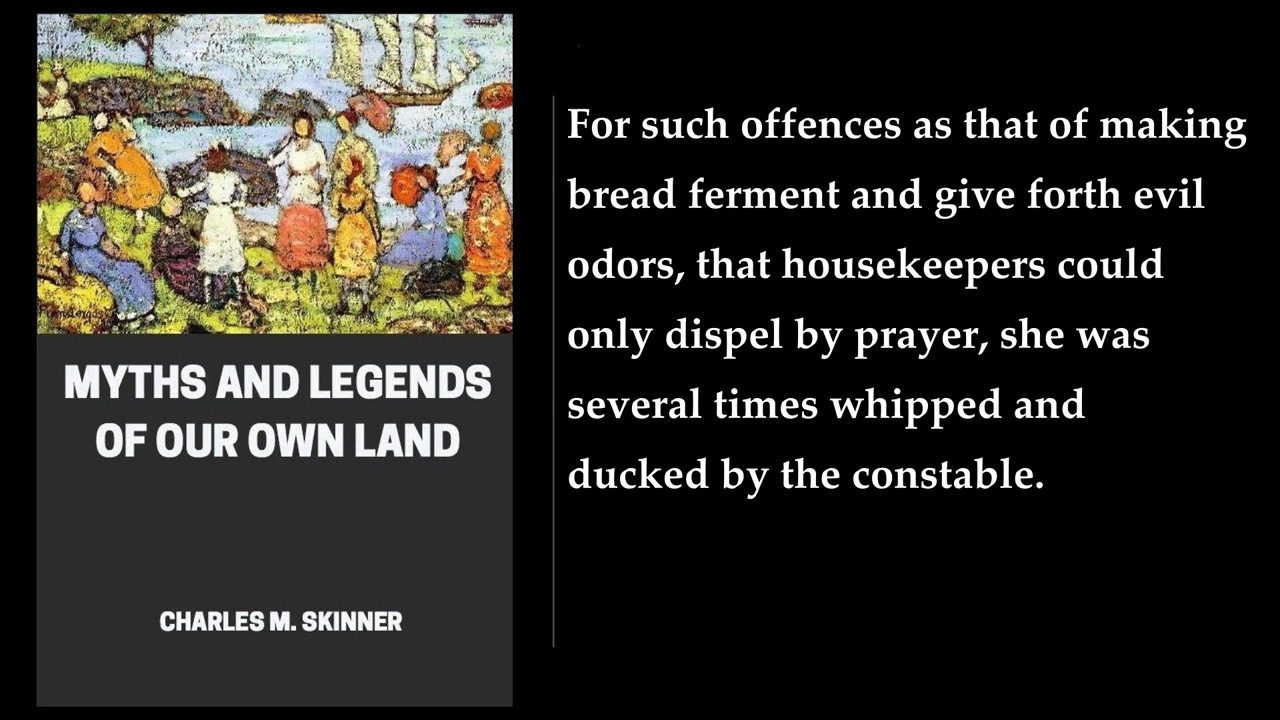 MYTHS AND LEGENDS
OF OUR OWN LAND
CHARLES M. SKINNER
For such offences as that of making
bread ferment and give forth evil
odors, that housekeepers could
only dispel by prayer, she was
several times whipped and
ducked by the constable.